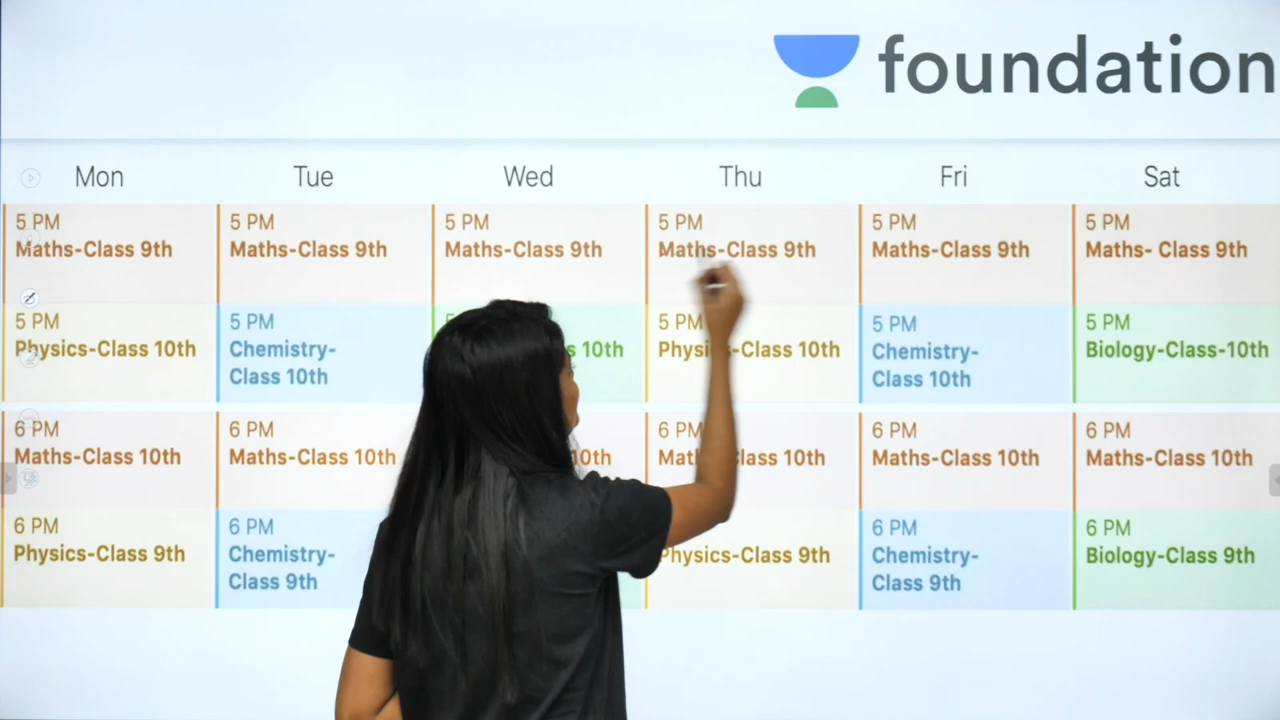 foundation
Mon Tue Wed Thu Fri Sat
5 PM 5 PM 5 PM 5 PM 5 PM 5 PM
Maths-Class 9th Maths-Class 9th Maths-Class 9th Maths-Class 9th Maths-Class 9th Maths- Class 9th
5 PM 5 PM 5 PM 5 PM 5 PM
Physics-Class 10th Chemistry- 10th Physics-Class 10th Chemistry- Biology-Class-10th
Class 10th Class 10th
6 PM 6 PM 6 PM 6 PM 6 PM
Maths-Class 10th Maths-Class 10th 10th Maths-Class 10th Maths-Class 10th Maths-Class 10th
6 PM 6 PM 6 PM 6 PM
Physics-Class 9th Chemistry- Physics-Class 9th Chemistry- Biology-Class 9th
Class 9th Class 9th